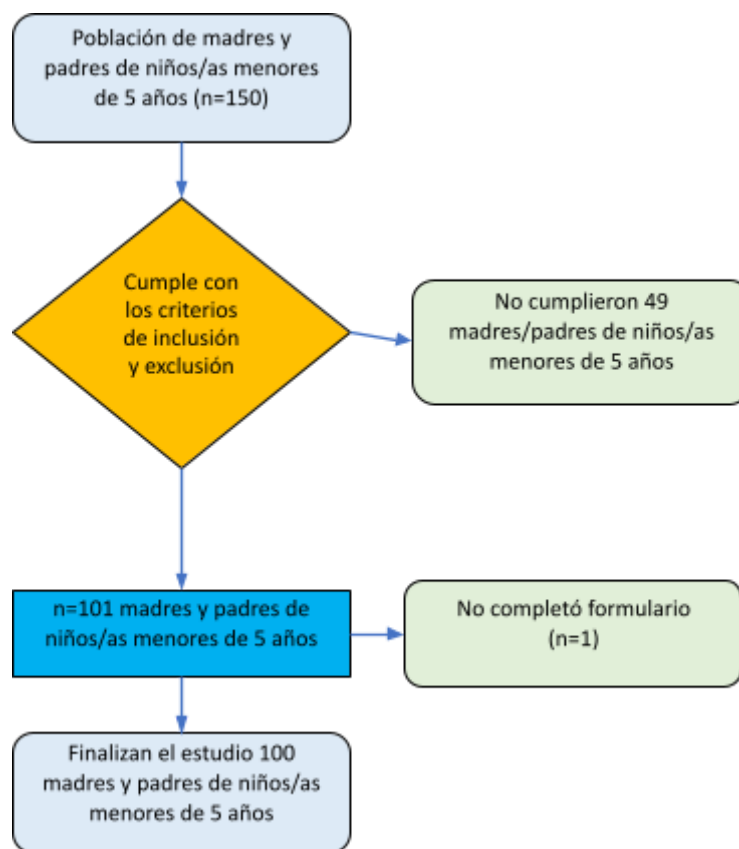 Población de madres y
padres de niños/as menores
de 5 años (n=150)
Cumple con
los criterios
de inclusión
y exclusión
No cumplieron 49
madres/padres de niños/as
menores de 5 años
n=101 madres y padres de
niños/as menores de 5 años
No completó formulario
(n=1)
Finalizan el estudio 100
madres y padres de niños/as
menores de 5 años